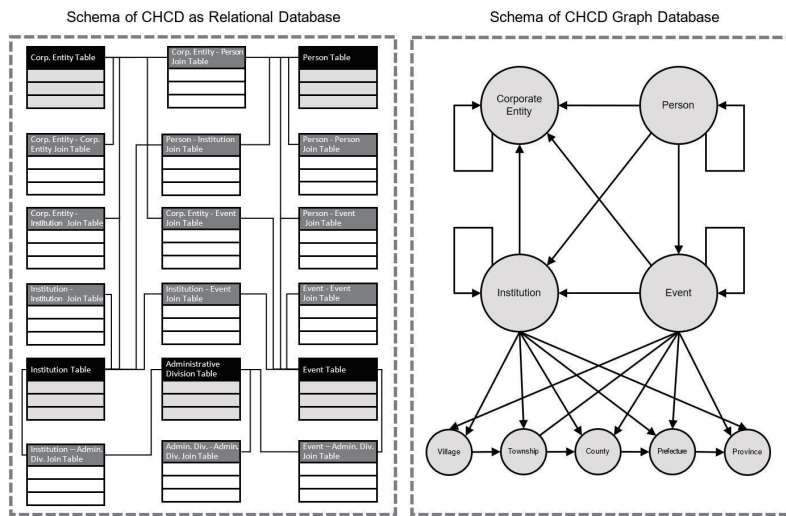 Schema of CHCD as Relational Database
Schema of CHCD Graph Database
Corp. Entity Table
Corp. Entity - Person
Join Table
Person Table
Corp. Entity - Corp.
Entity Join Table
Person - Institution
Join Table
Person - Person
Join Table
Corp. Entity -
Institution Join Table
Corp. Entity - Event
Join Table
Person - Event
Join Table
Institution -
Institution Join Table
Institution - Event
Join Table
Event - Event
Join Table
Institution Table
Administrative
Division Table
Event Table
Institution – Admin.
Div. Join Table
Admin. Div. - Admin.
Div. Join Table
Event – Admin. Div.
Join Table
Corporate
Entity
Person
Institution
Event
Village
Township
County
Prefecture
Province